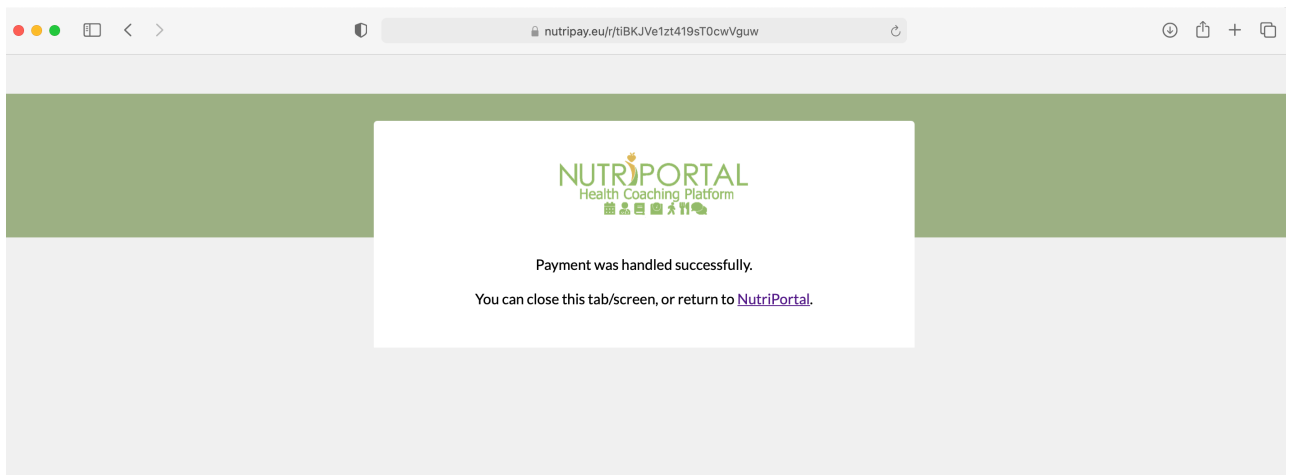 nutripay.eu/r/tiBKJVe1zt419sT0cwVguw
NUTRIPORTAL
Health Coaching Platform
Payment was handled successfully.
You can close this tab/screen, or return to NutriPortal.